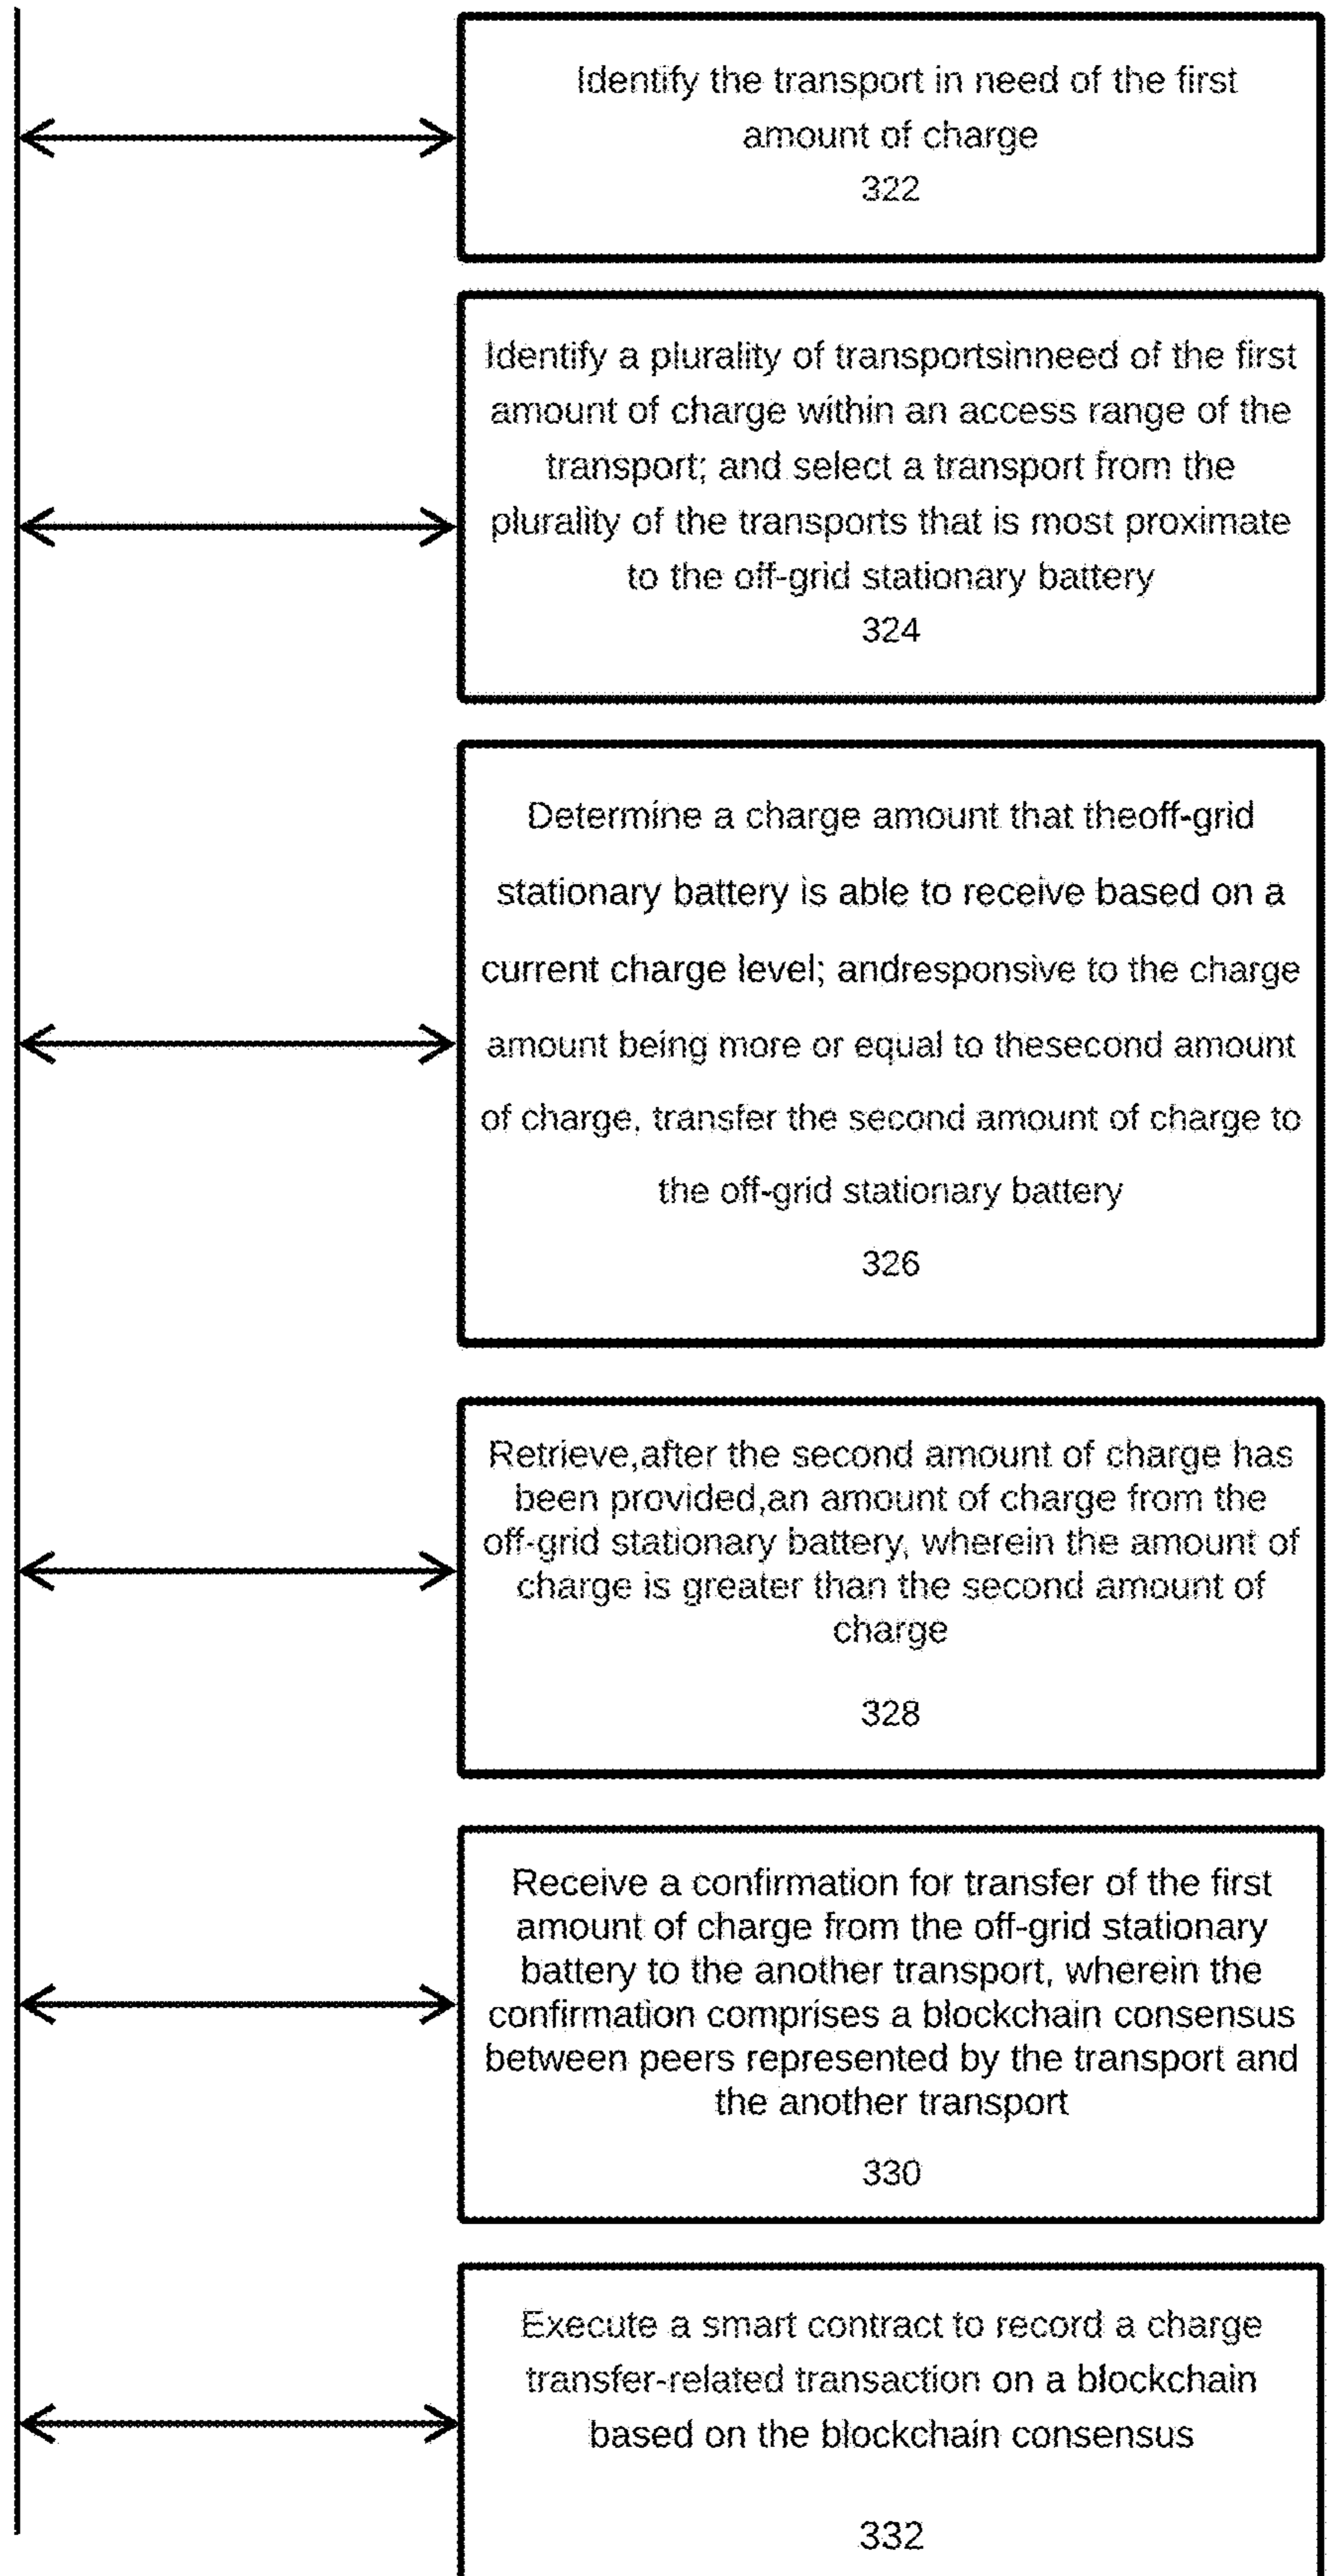 Identify the transport in need of the first
amount of charge
322
Identify a plurality of transportsinneed of the first
amount of charge within an access range of the
transport; and select a transport from the
plurality of the transports that is most proximate
to the off-grid stationary battery
324
Determine a charge amount that theoff-grid
stationary battery is able to receive based on a
current charge level; andresponsive to the charge
amount being more or equal to thesecond amount
of charge, transfer the second amount of charge to
the off-grid stationary battery
326
Retrieve,after the second amount of charge has
been provided,an amount of charge from the
off-grid stationary battery, wherein the amount of
charge is greater than the second amount of
charge
328
Receive a confirmation for transfer of the first
amount of charge from the off-grid stationary
battery to the another transport, wherein the
confirmation comprises a blockchain consensus
between peers represented by the transport and
the another transport
330
Execute a smart contract to record a charge
transfer-related transaction on a blockchain
based on the blockchain consensus
332